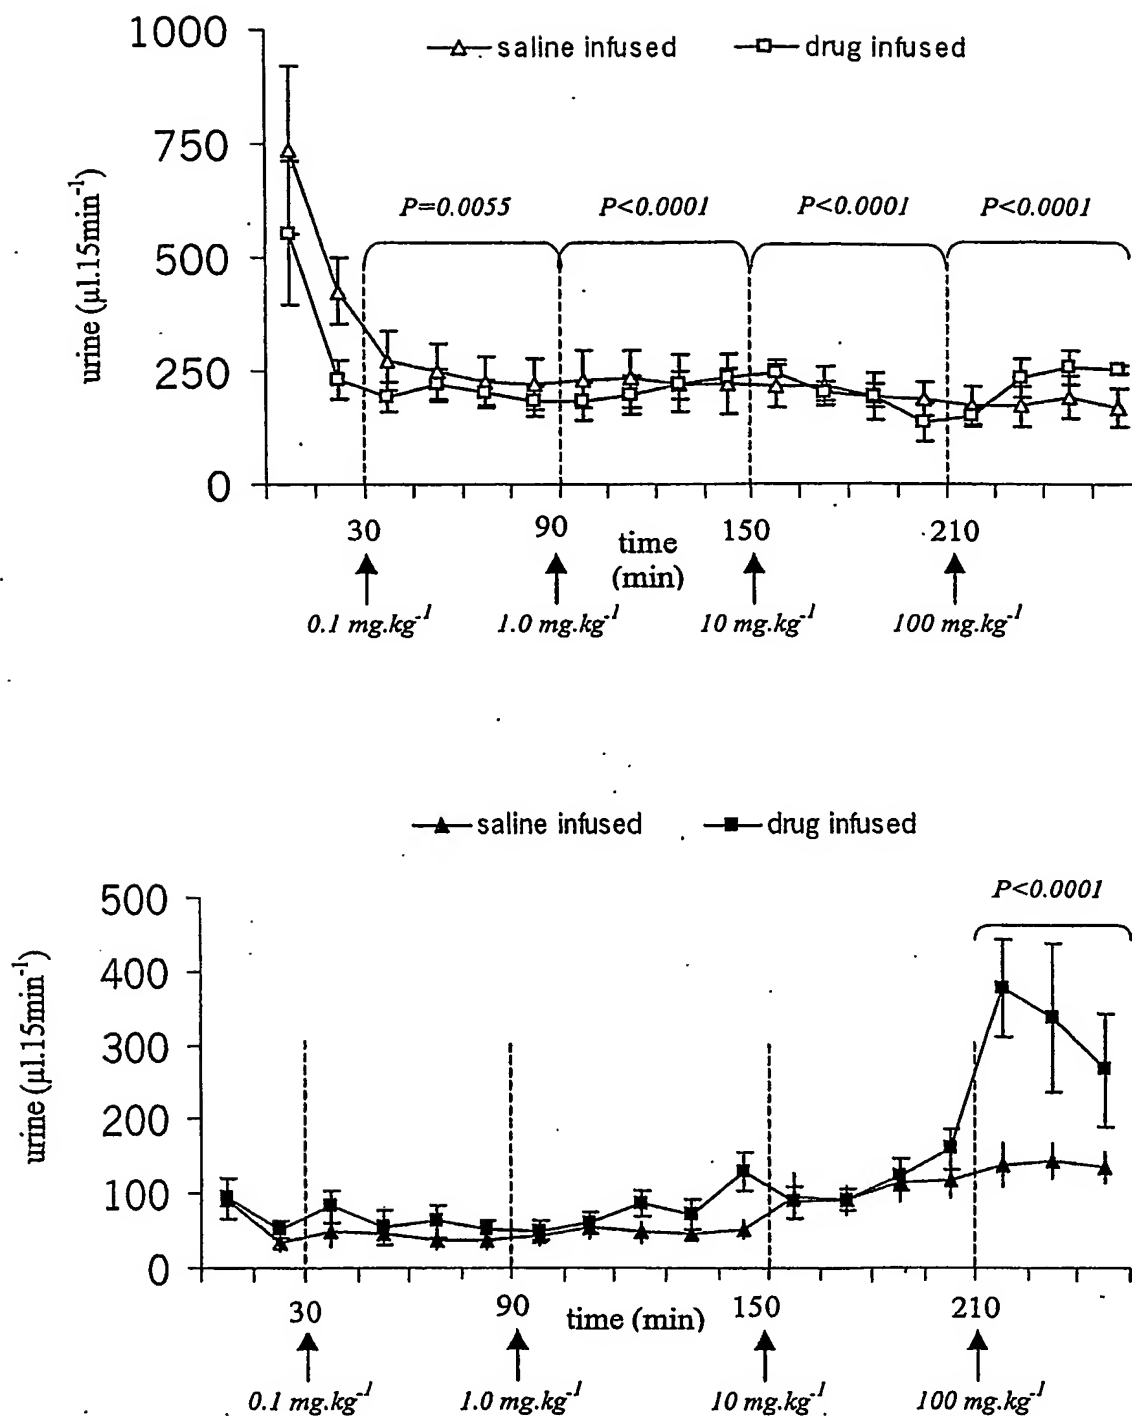 1000
saline infused drug infused
750
P=0.0055 P<0.0001 P<0.0001 P<0.0001
500
urine (µl.15min⁻¹)
250
0
30 90 150 210
time
(min)
0.1 mg.kg⁻¹ 1.0 mg.kg⁻¹ 10 mg.kg⁻¹ 100 mg.kg⁻¹
saline infused drug infused
500
P<0.0001
400
300
urine (µl.15min⁻¹)
200
100
0
30 90 time (min) 150 210
0.1 mg.kg⁻¹ 1.0 mg.kg⁻¹ 10 mg.kg⁻¹ 100 mg.kg⁻¹